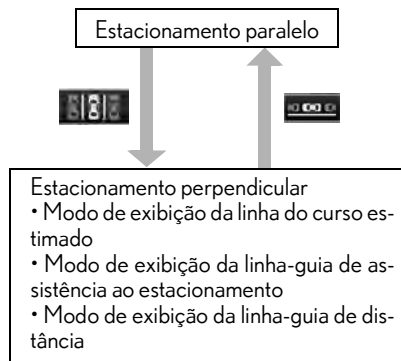 Estacionamento paralelo
Estacionamento perpendicular
• Modo de exibição da linha do curso es-
timado
• Modo de exibição da linha-guia de as-
sistência ao estacionamento
• Modo de exibição da linha-guia de dis-
tância